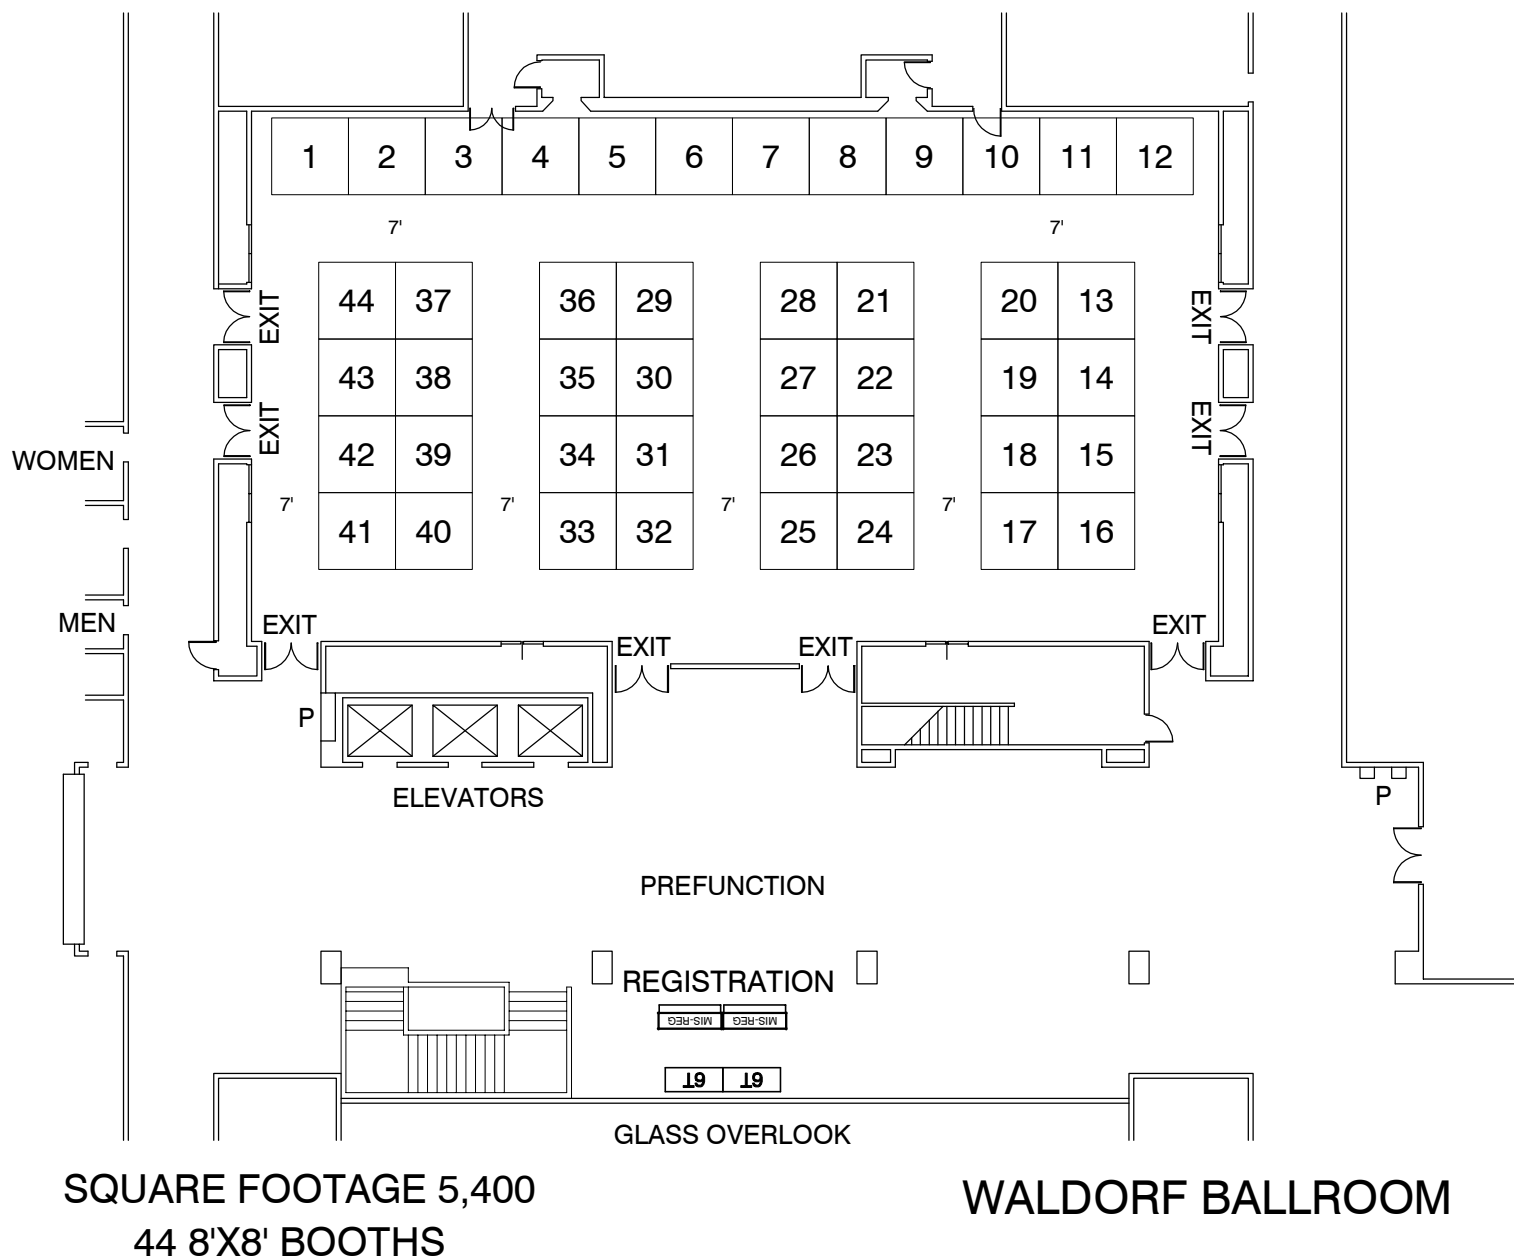 1 2 3 4 5 6 7 8 9 10 11 12
7' 7'
44 37 36 29 28 21 20 13
EXIT EXIT
43 38 35 30 27 22 19 14
EXIT EXIT
42 39 34 31 26 23 18 15
WOMEN
7' 7' 7' 7'
41 40 33 32 25 24 17 16
MEN
EXIT EXIT EXIT EXIT
P
ELEVATORS
P
PREFUNCTION
REGISTRATION
MIS-REG MIS-REG
6T 6T
GLASS OVERLOOK
SQUARE FOOTAGE 5,400
44 8'X8' BOOTHS
WALDORF BALLROOM